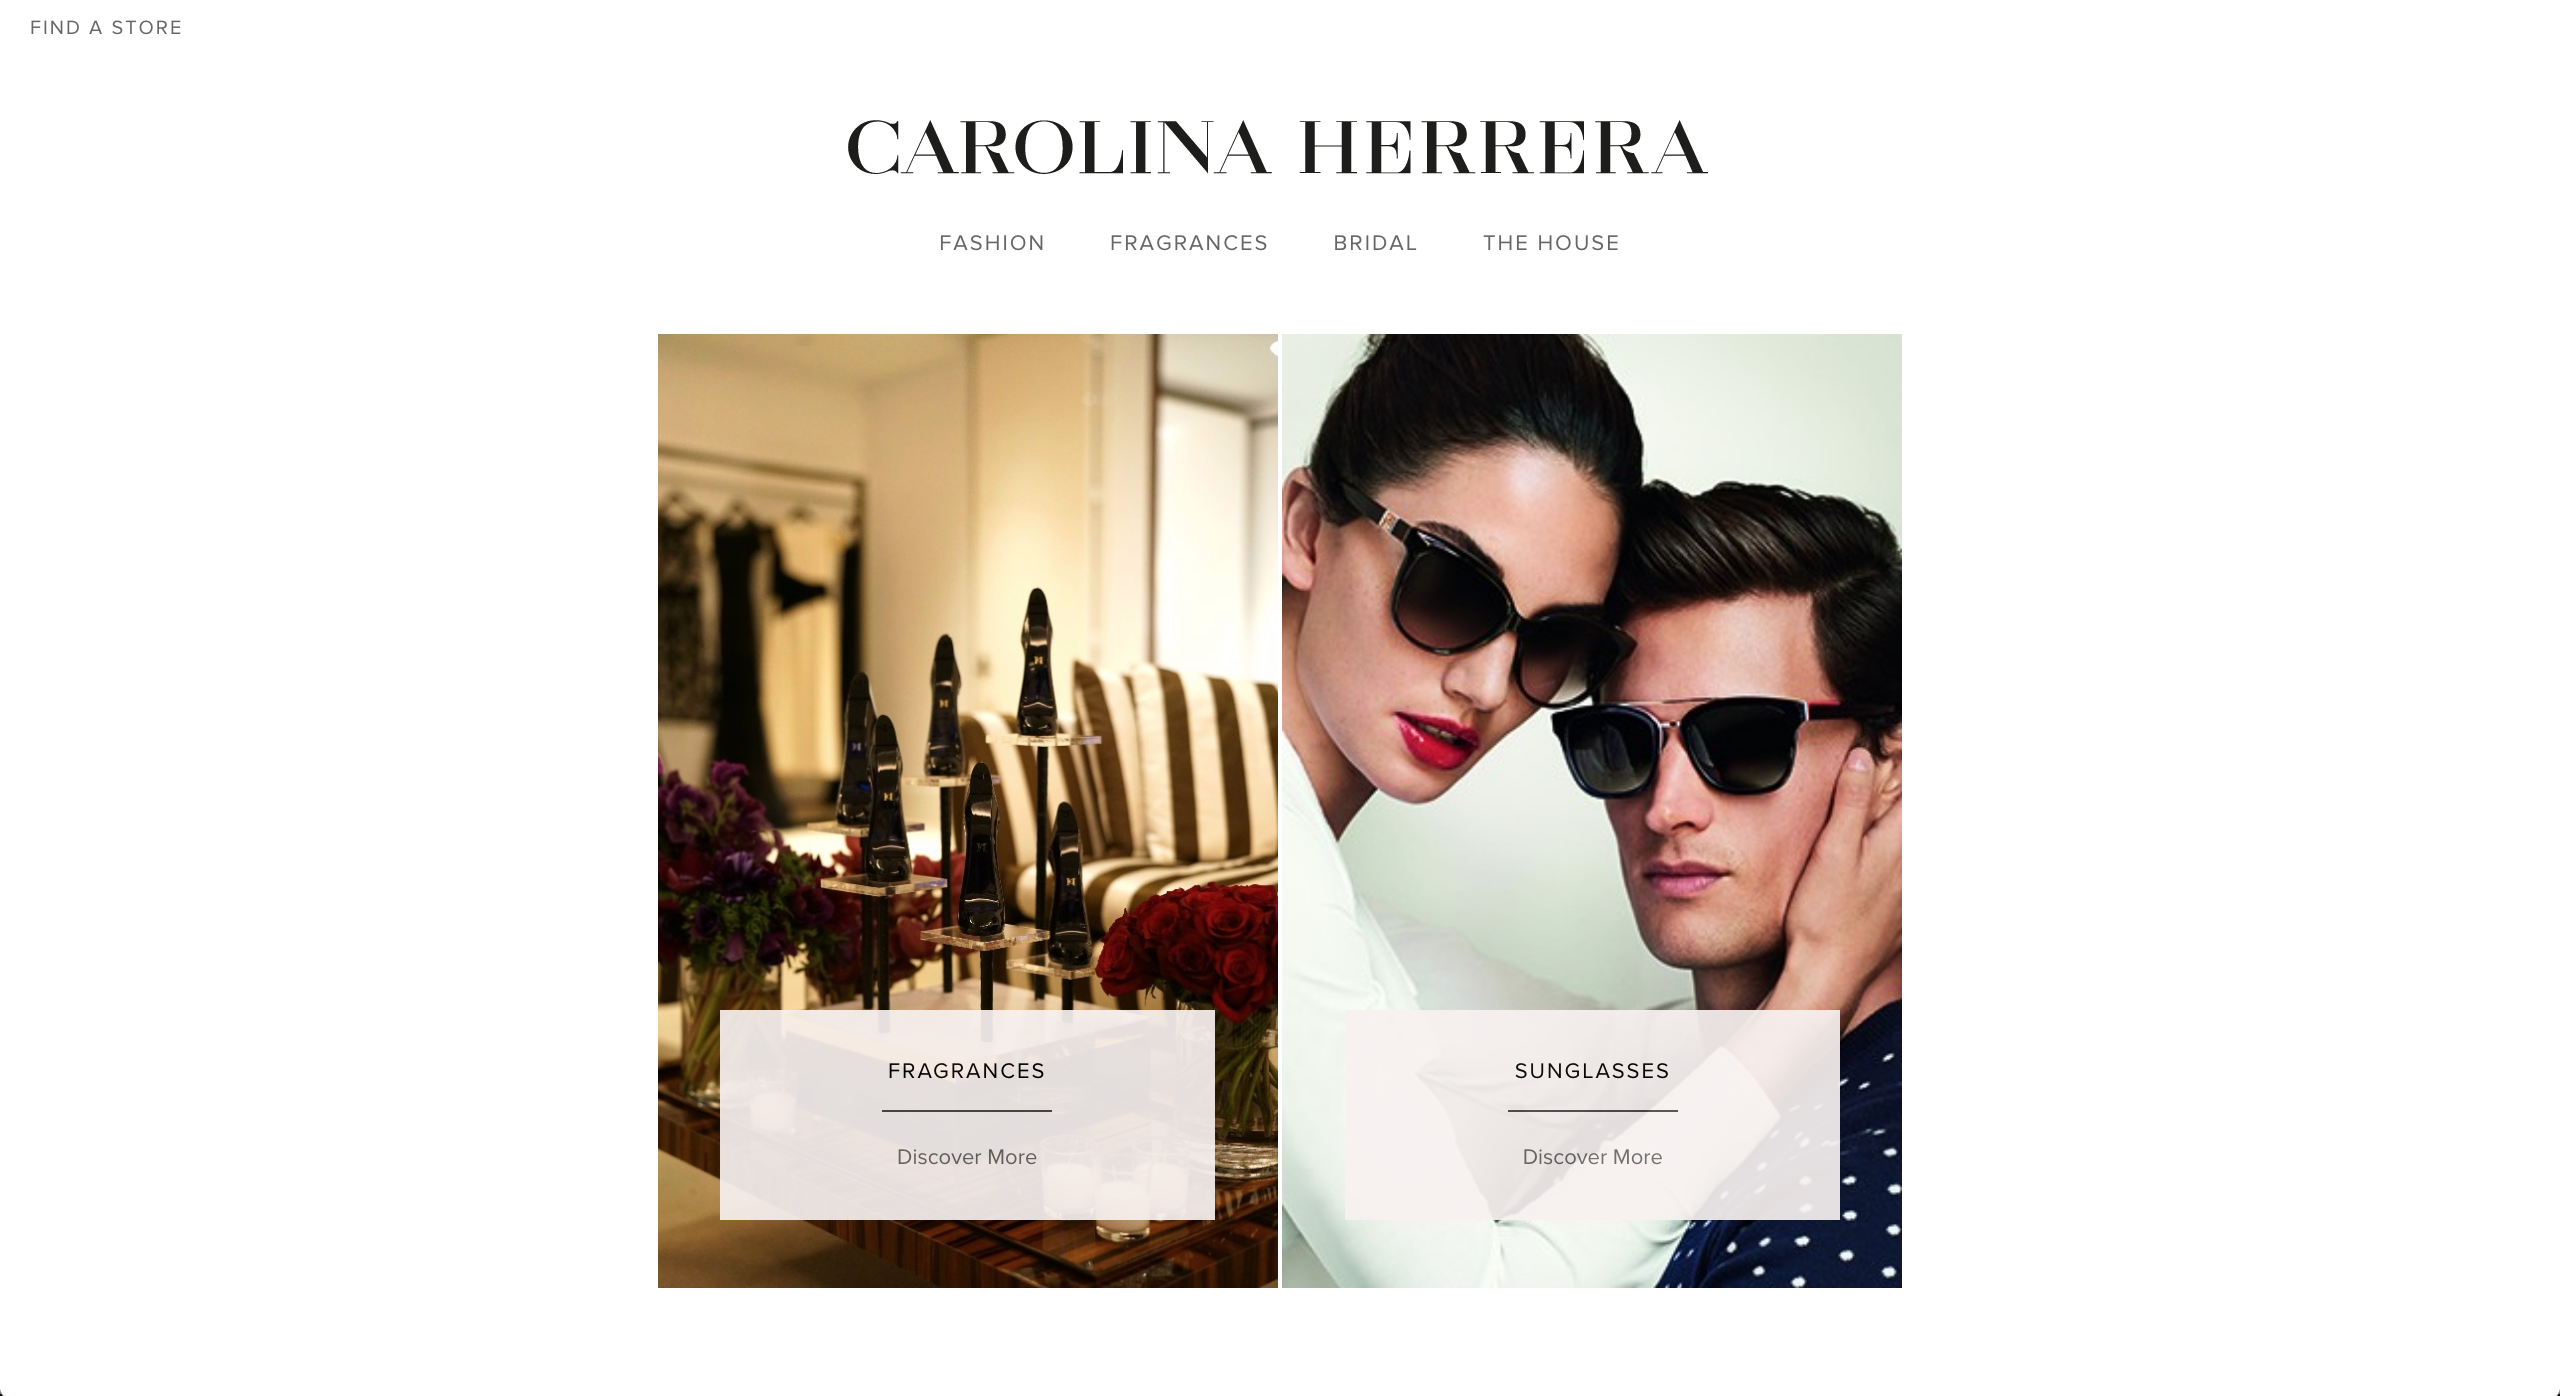 FIND A STORE
CAROLINA HERRERA
FASHION FRAGRANCES BRIDAL THE HOUSE
FRAGRANCES
Discover More
SUNGLASSES
Discover More